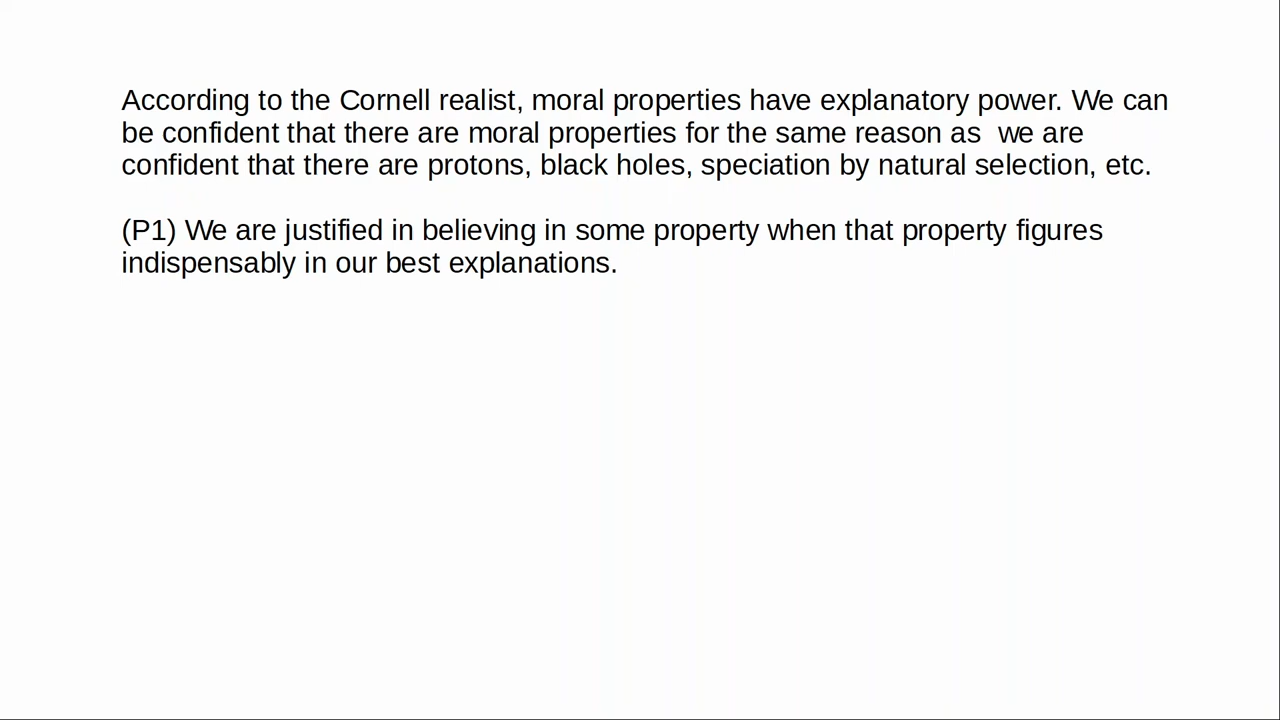 According to the Cornell realist, moral properties have explanatory power. We can
be confident that there are moral properties for the same reason as  we are
confident that there are protons, black holes, speciation by natural selection, etc.
(P1) We are justified in believing in some property when that property figures
indispensably in our best explanations.